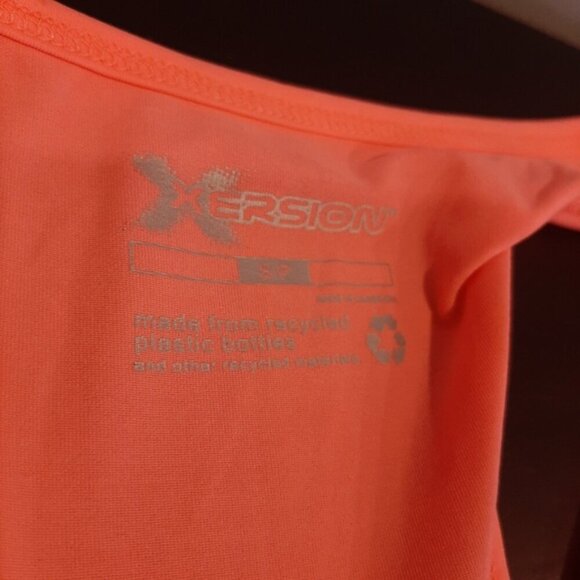 XERSION
made from recycled
plastic bottles
and other recycled materials